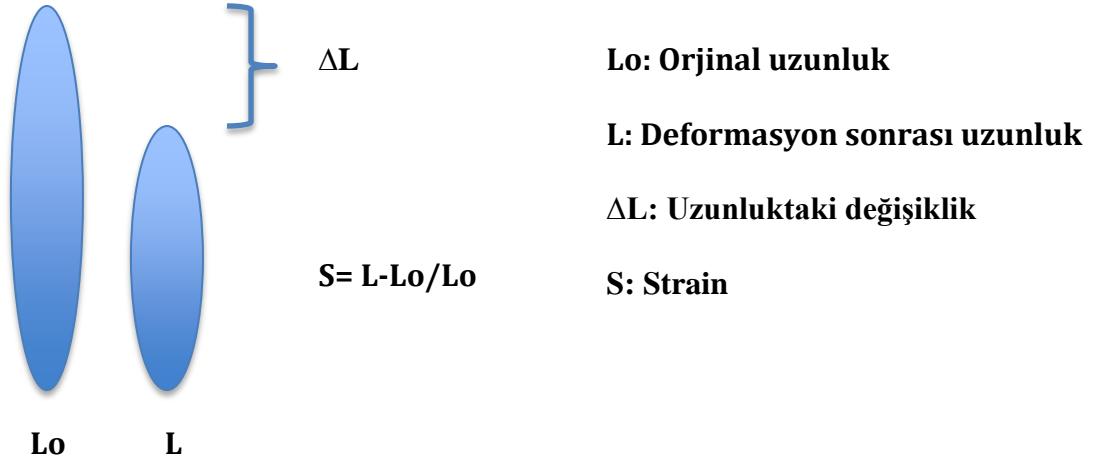 ∆L
Lo: Orjinal uzunluk
L: Deformasyon sonrası uzunluk
∆L: Uzunluktaki değişiklik
S= L-Lo/Lo
S: Strain
Lo L